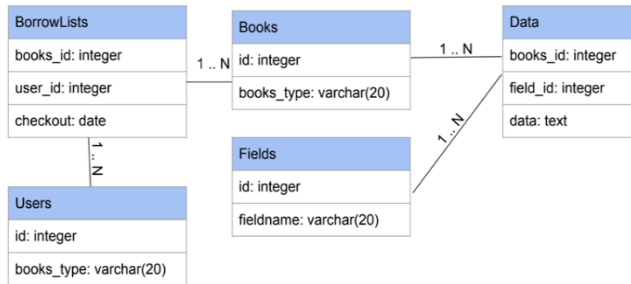 BorrowLists
books_id: integer
user_id: integer
checkout: date
1 .. N
Users
id: integer
books_type: varchar(20)
1 .. N
Books
id: integer
books_type: varchar(20)
Fields
id: integer
fieldname: varchar(20)
1 .. N
1 .. N
Data
books_id: integer
field_id: integer
data: text